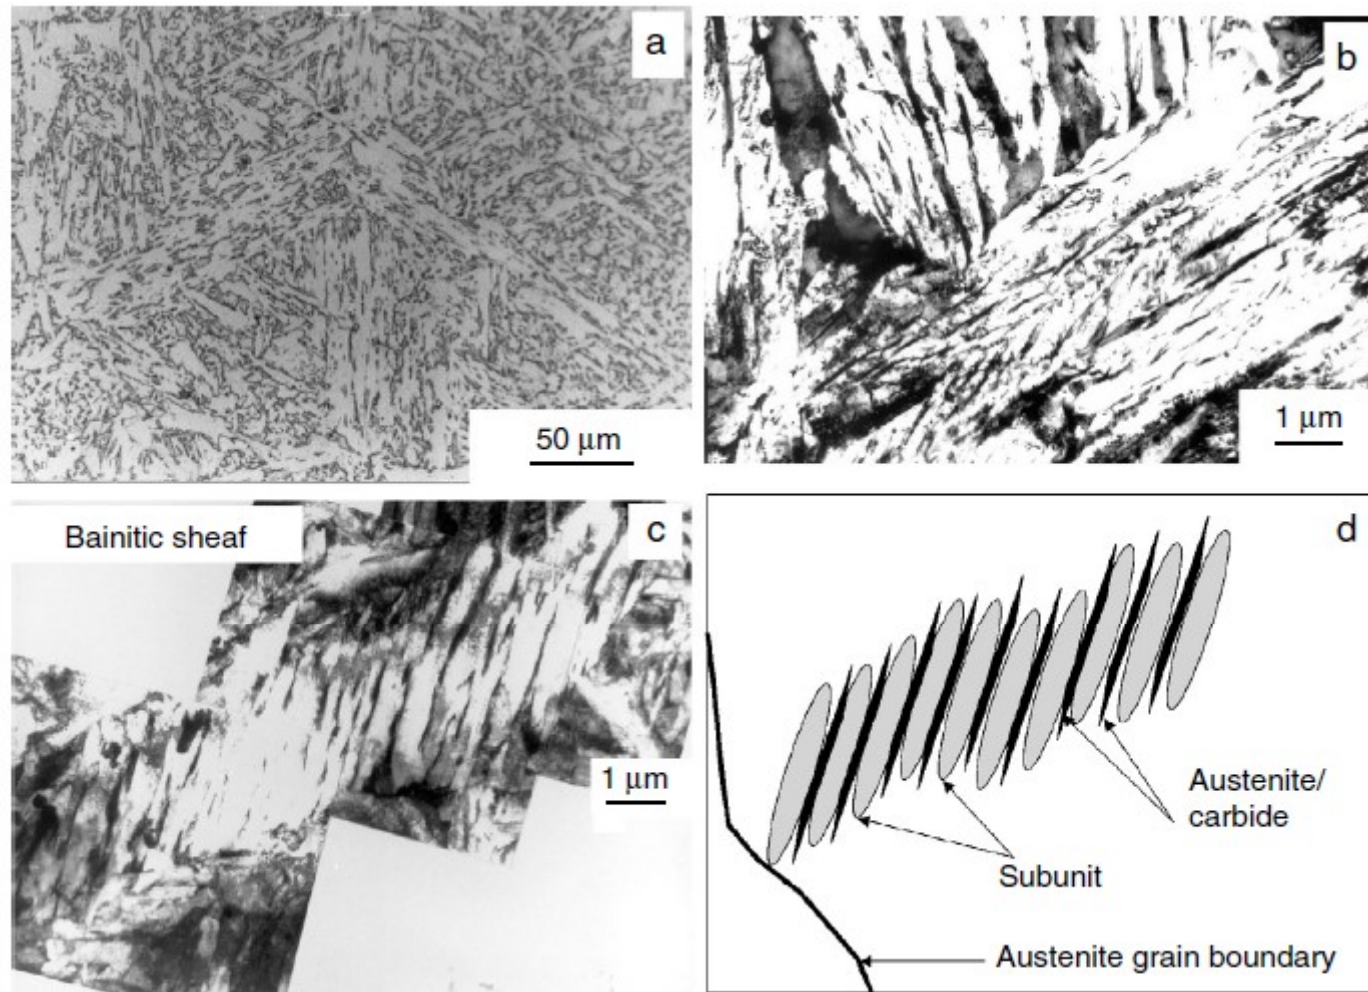 a
50 μm
b
1 μm
Bainitic sheaf
c
1 μm
d
Austenite/
carbide
Subunit
Austenite grain boundary